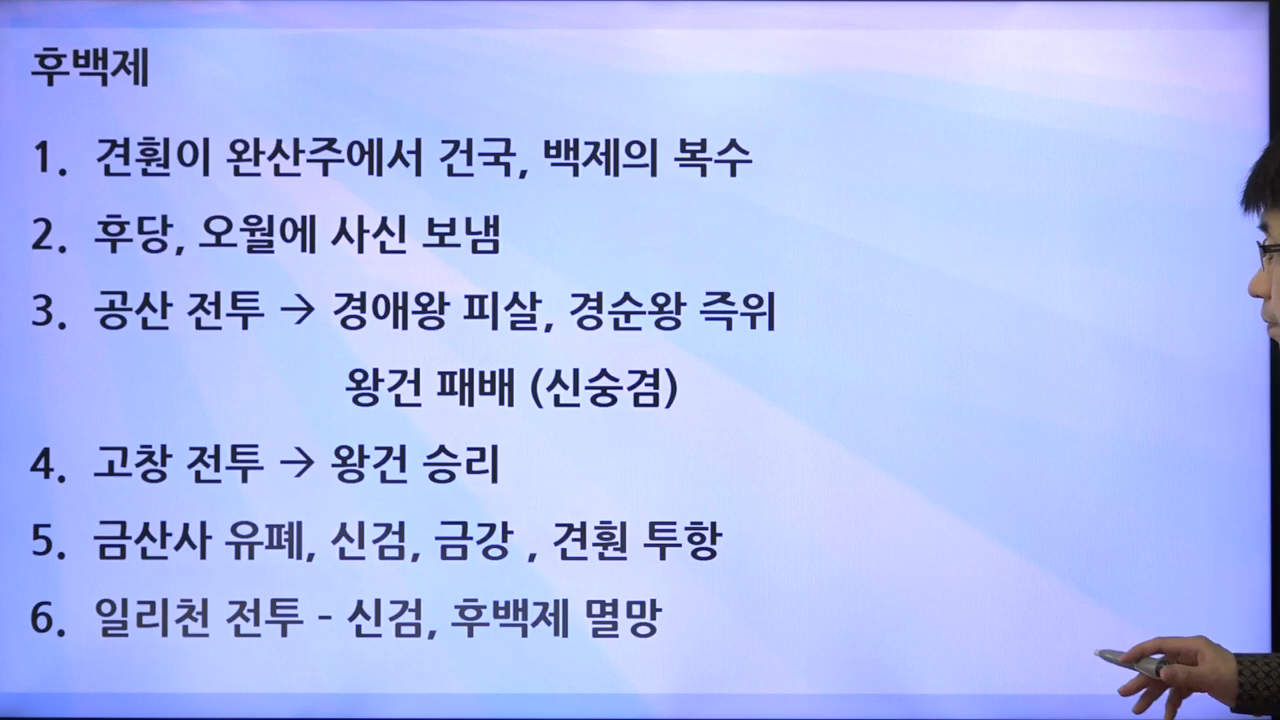 후백제
1. 견훤이 완산주에서 건국, 백제의 복수
2. 후당, 오월에 사신 보냄
3. 공산 전투 → 경애왕 피살, 경순왕 즉위
왕건 패배 (신숭겸)
4. 고창 전투 → 왕건 승리
5. 금산사 유폐, 신검, 금강 , 견훤 투항
6. 일리천 전투 - 신검, 후백제 멸망